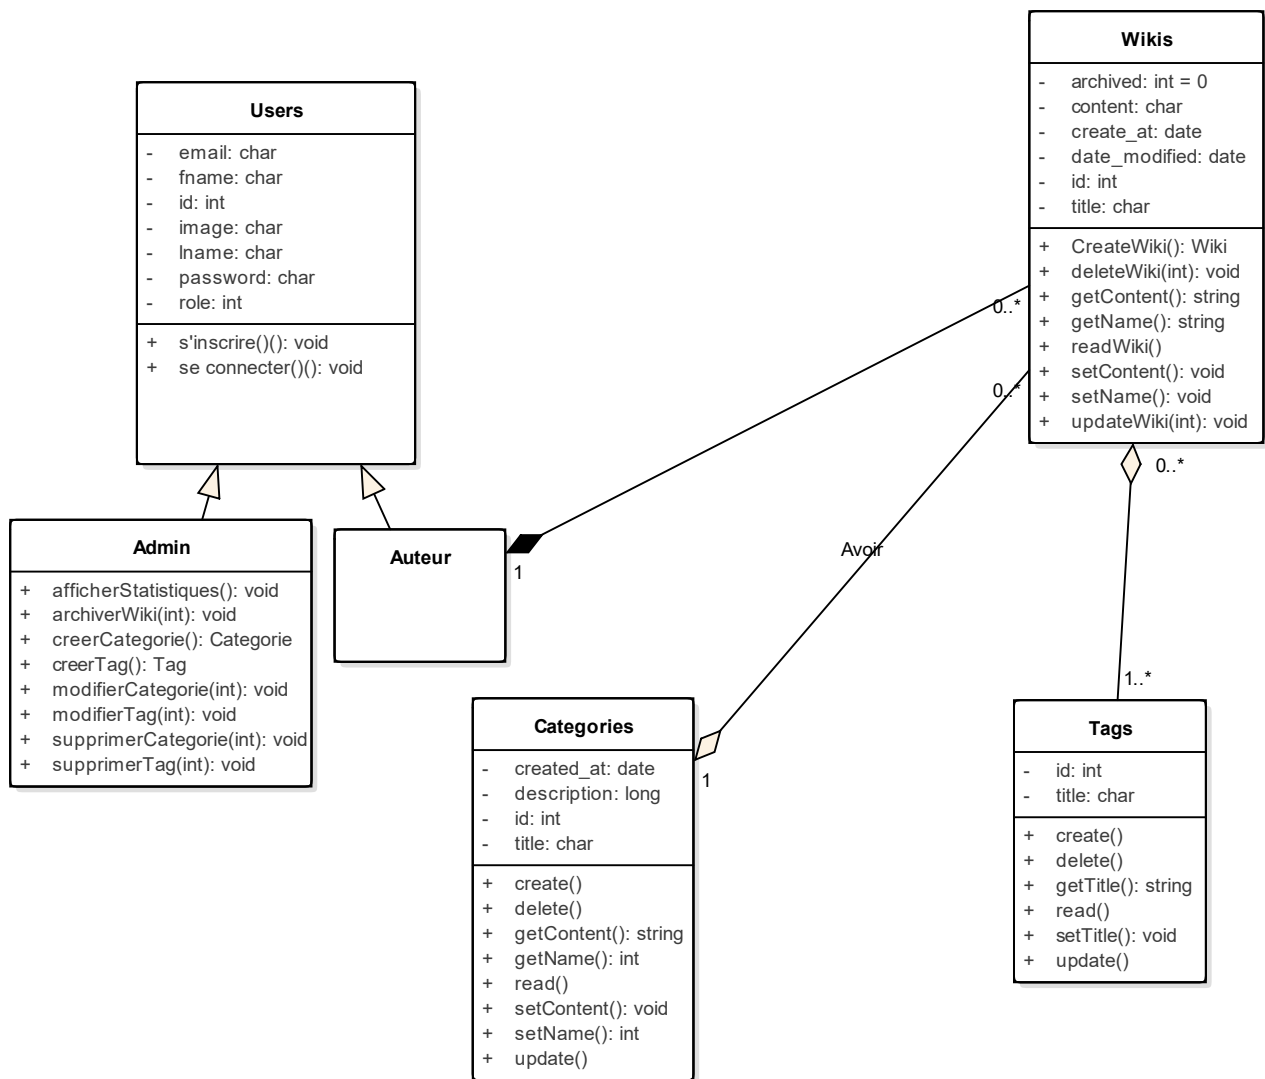 Wikis
- archived: int = 0
- content: char
- create_at: date
- date_modified: date
- id: int
- title: char
+ CreateWiki(): Wiki
+ deleteWiki(int): void
+ getContent(): string
+ getName(): string
+ readWiki()
+ setContent(): void
+ setName(): void
+ updateWiki(int): void
Users
- email: char
- fname: char
- id: int
- image: char
- lname: char
- password: char
- role: int
+ s'inscrire()(): void
+ se connecter()(): void
0..*
0..*
0..*
Admin
+ afficherStatistiques(): void
+ archiverWiki(int): void
+ creerCategorie(): Categorie
+ creerTag(): Tag
+ modifierCategorie(int): void
+ modifierTag(int): void
+ supprimerCategorie(int): void
+ supprimerTag(int): void
Auteur
1
Avoir
1..*
Categories
- created_at: date
- description: long
- id: int
- title: char
+ create()
+ delete()
+ getContent(): string
+ getName(): int
+ read()
+ setContent(): void
+ setName(): int
+ update()
1
Tags
- id: int
- title: char
+ create()
+ delete()
+ getTitle(): string
+ read()
+ setTitle(): void
+ update()